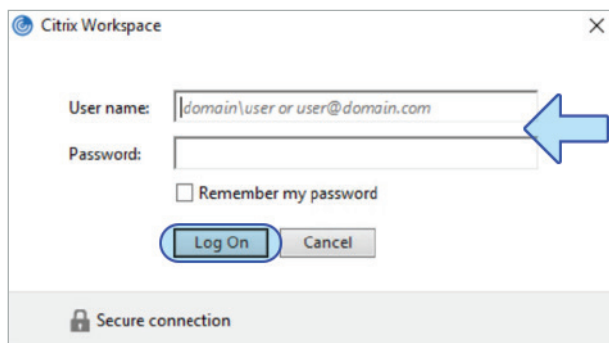 Citrix Workspace
User name: domain\user or user@domain.com
Password:
Remember my password
Log On Cancel
Secure connection